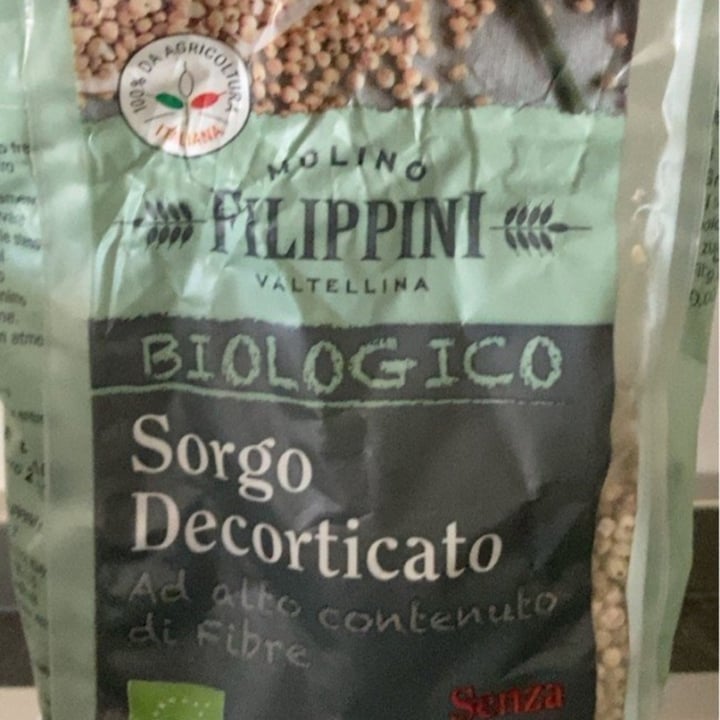 100% DA AGRICOLTURA
ITALIANA
MOLINO
FILIPPINI
VALTELLINA
BIOLOGICO
Sorgo
Decorticato
Ad alto contenuto
di Fibre
Senza